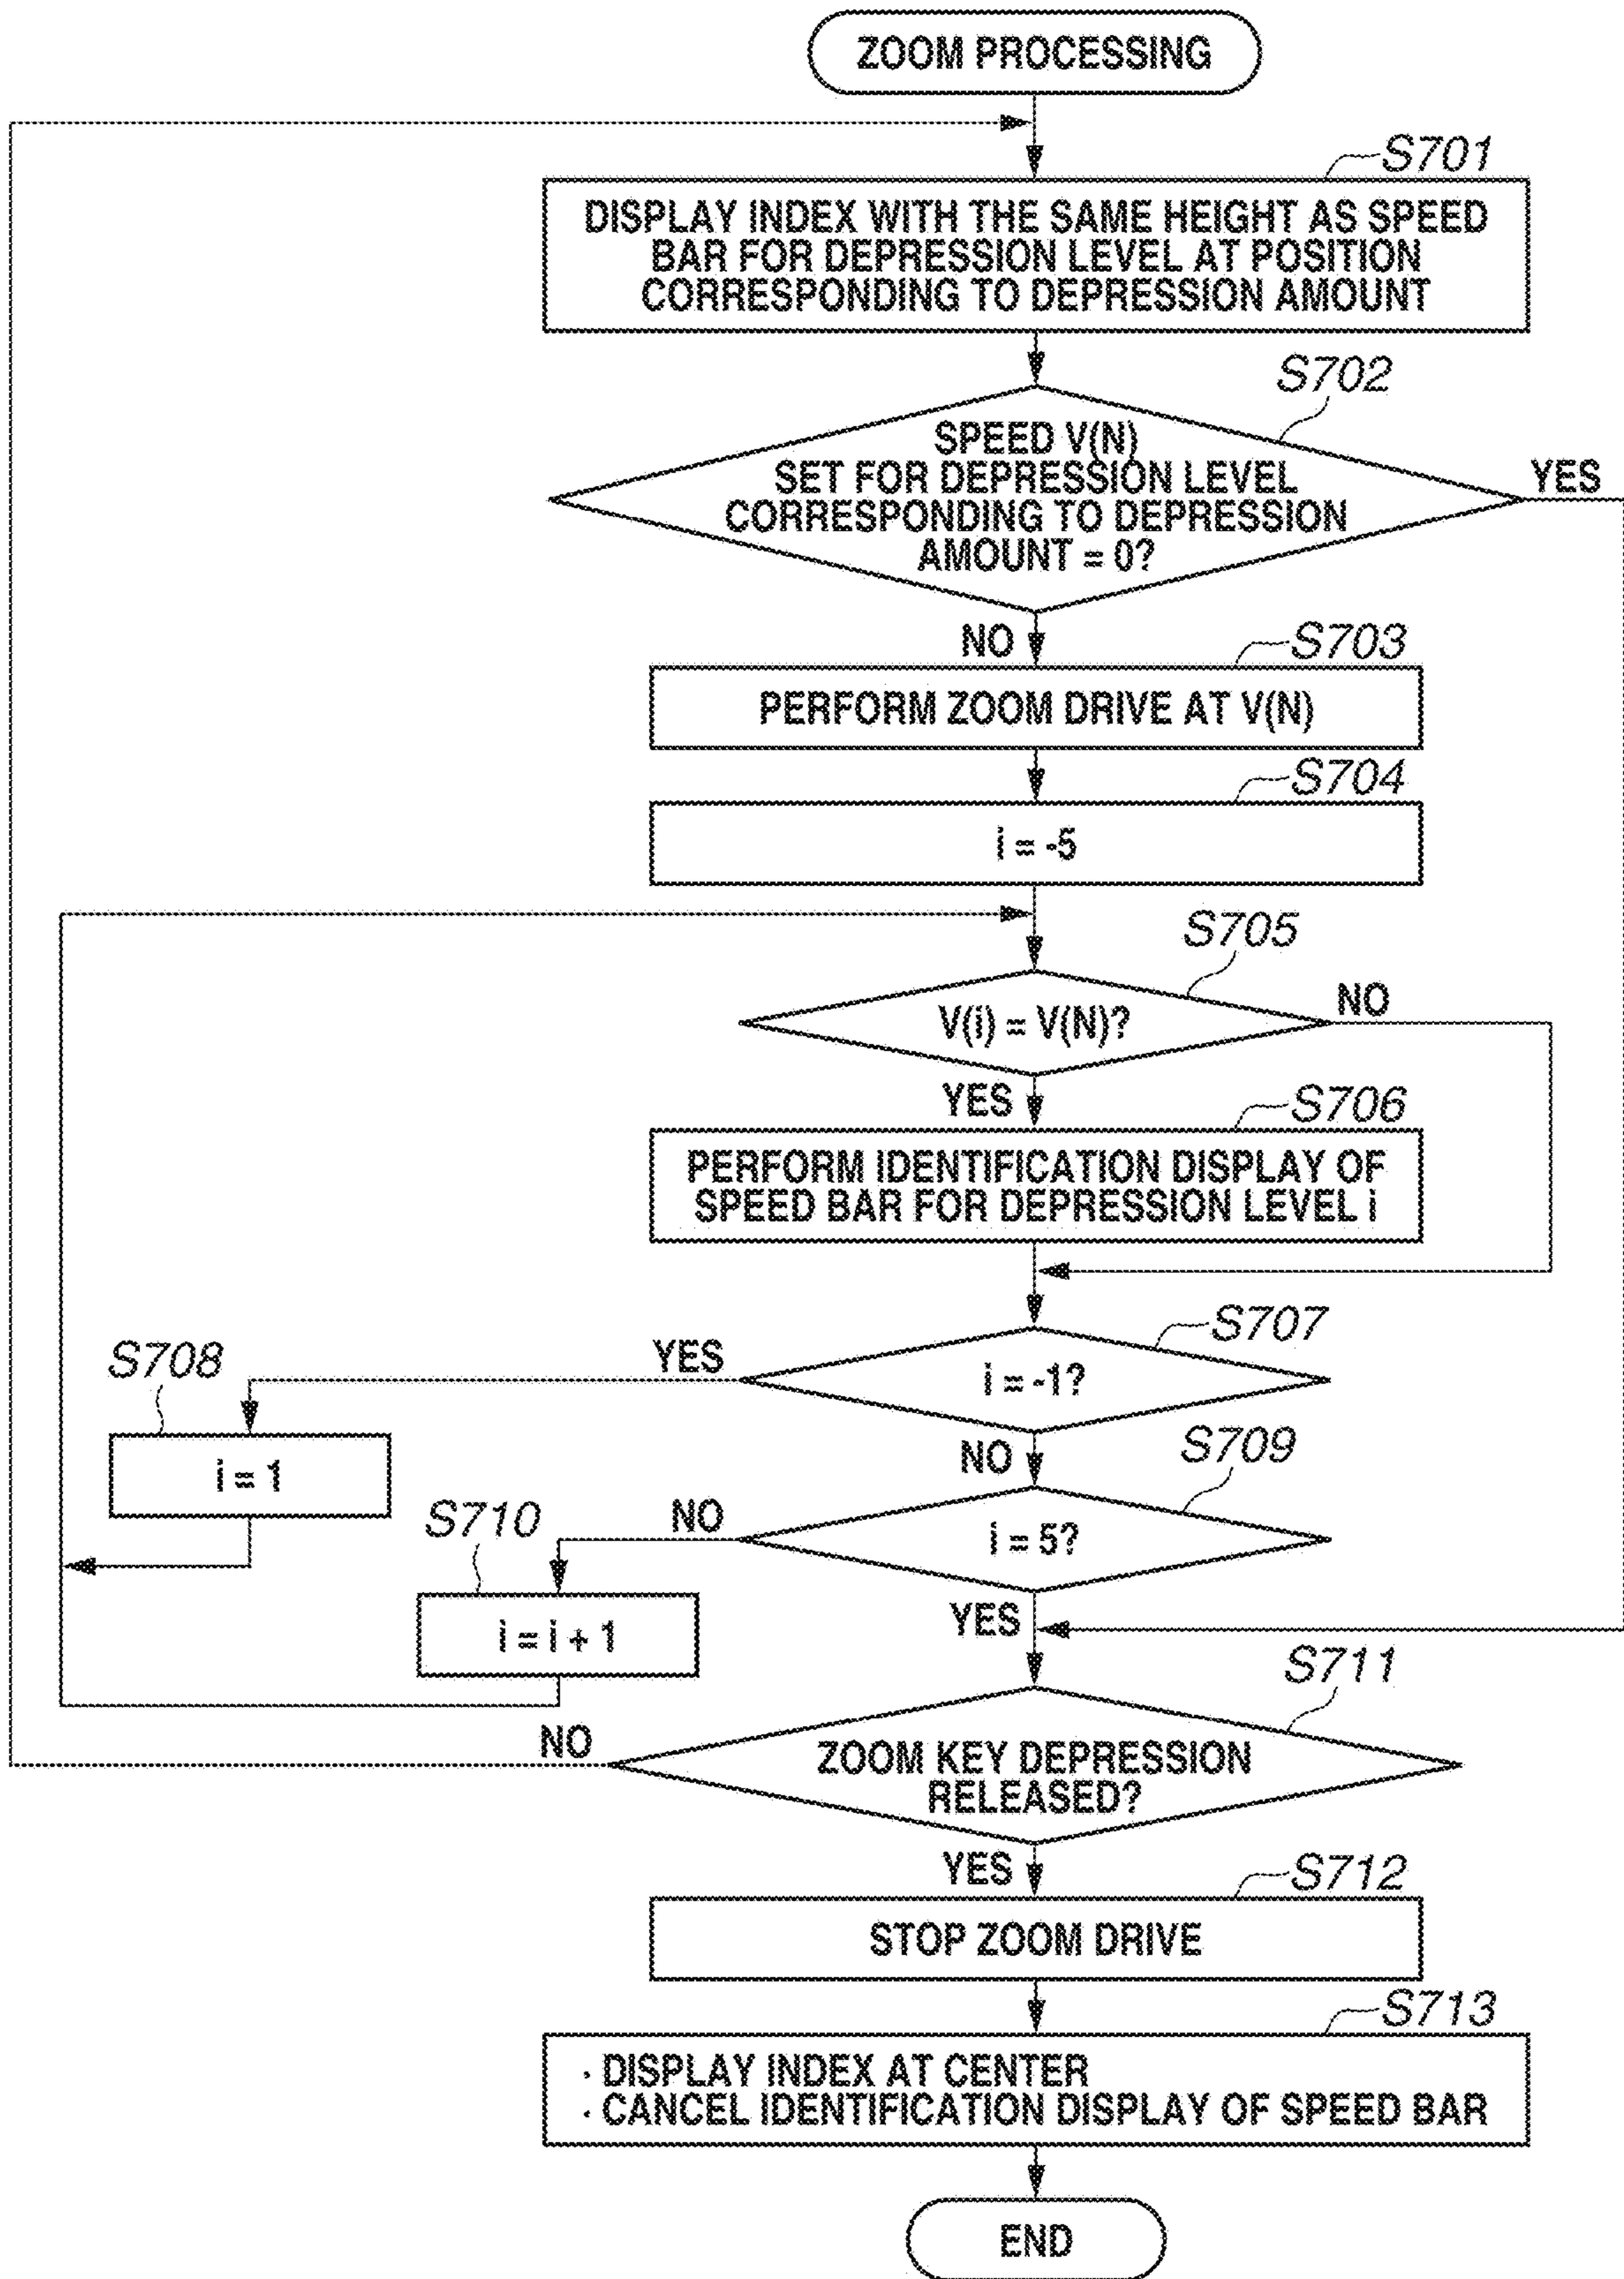 ZOOM PROCESSING
S701
DISPLAY INDEX WITH THE SAME HEIGHT AS SPEED
BAR FOR DEPRESSION LEVEL AT POSITION
CORRESPONDING TO DEPRESSION AMOUNT
S702
SPEED V(N)
SET FOR DEPRESSION LEVEL
CORRESPONDING TO DEPRESSION
AMOUNT = 0?
YES
NO
S703
PERFORM ZOOM DRIVE AT V(N)
S704
i = -5
S705
V(i) = V(N)?
NO
YES
S706
PERFORM IDENTIFICATION DISPLAY OF
SPEED BAR FOR DEPRESSION LEVEL i
S707
i = -1?
YES
S708
i = 1
NO
S709
i = 5?
NO
S710
i = i + 1
YES
S711
ZOOM KEY DEPRESSION
RELEASED?
NO
YES
S712
STOP ZOOM DRIVE
S713
· DISPLAY INDEX AT CENTER
· CANCEL IDENTIFICATION DISPLAY OF SPEED BAR
END